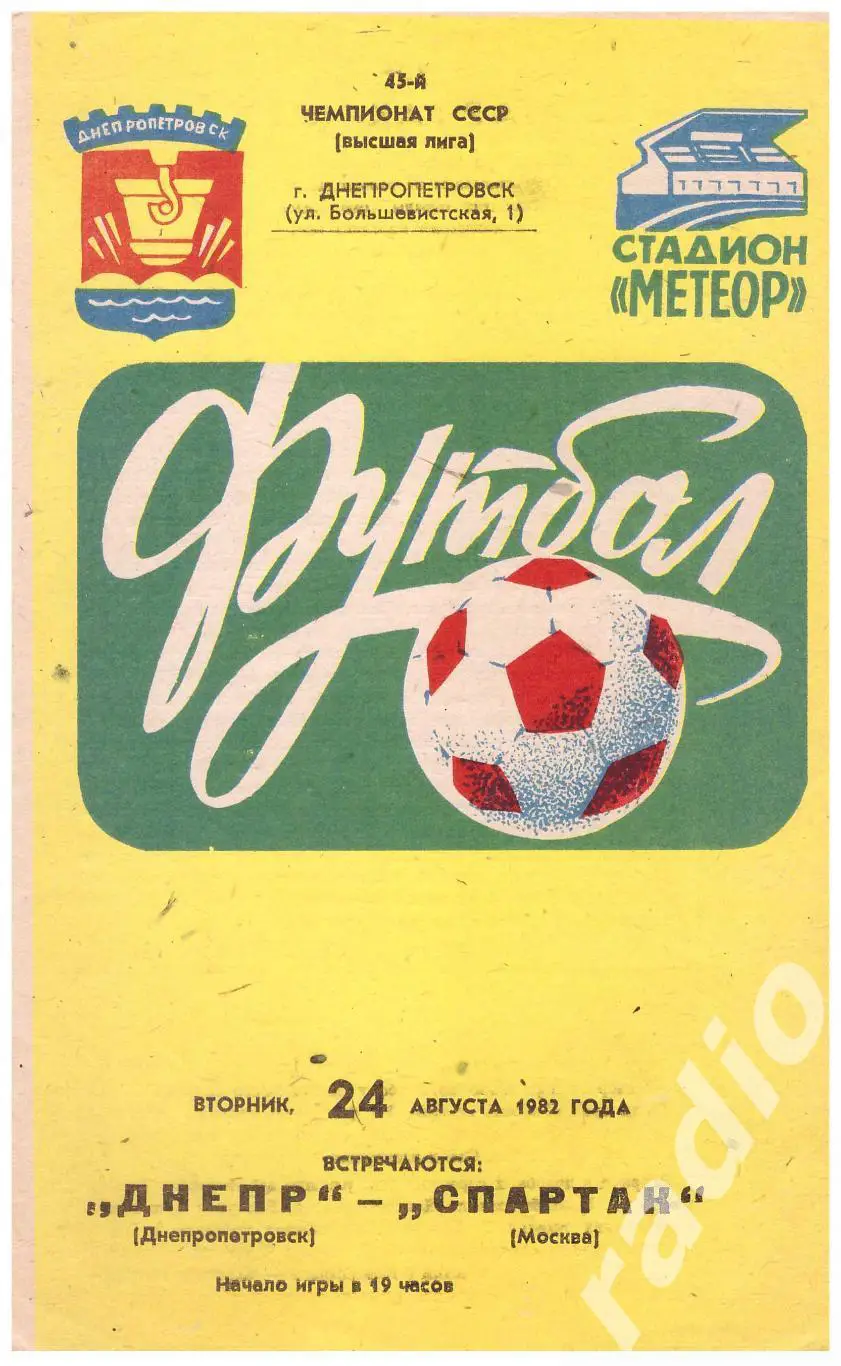 45-й
ЧЕМПИОНАТ СССР
(высшая лига)
г. ДНЕПРОПЕТРОВСК
(ул. Большевистская, 1)
ДНЕПРОПЕТРОВСК
СТАДИОН
«МЕТЕОР»
Футбол
ВТОРНИК, 24 АВГУСТА 1982 ГОДА
ВСТРЕЧАЮТСЯ:
„ДНЕПР“ — „СПАРТАК“
(Днепропетровск) (Москва)
Начало игры в 19 часов
radio